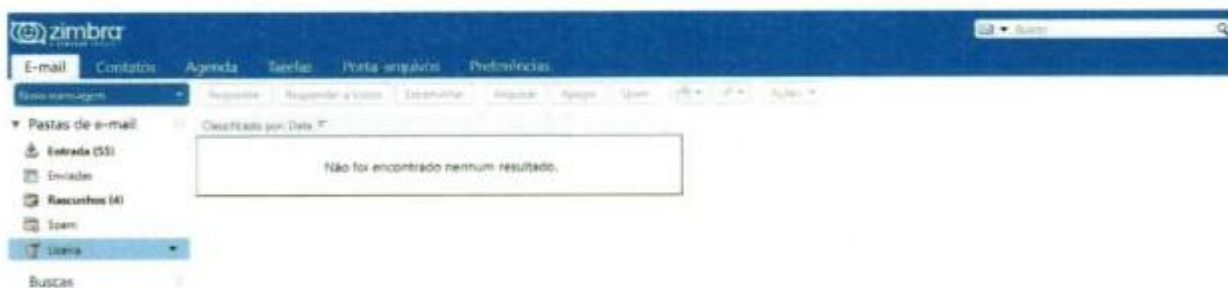 zimbra
Busca
E-mail Contatos Agenda Tarefas Porta-arquivos Preferências
Nova mensagem Responder Responder a todos Encaminhar Arquivar Apagar Spam Ações
Pastas de e-mail
Classificado por: Data
Entrada (55)
Não foi encontrado nenhum resultado.
Enviadas
Rascunhos (4)
Spam
Lixeira
Buscas